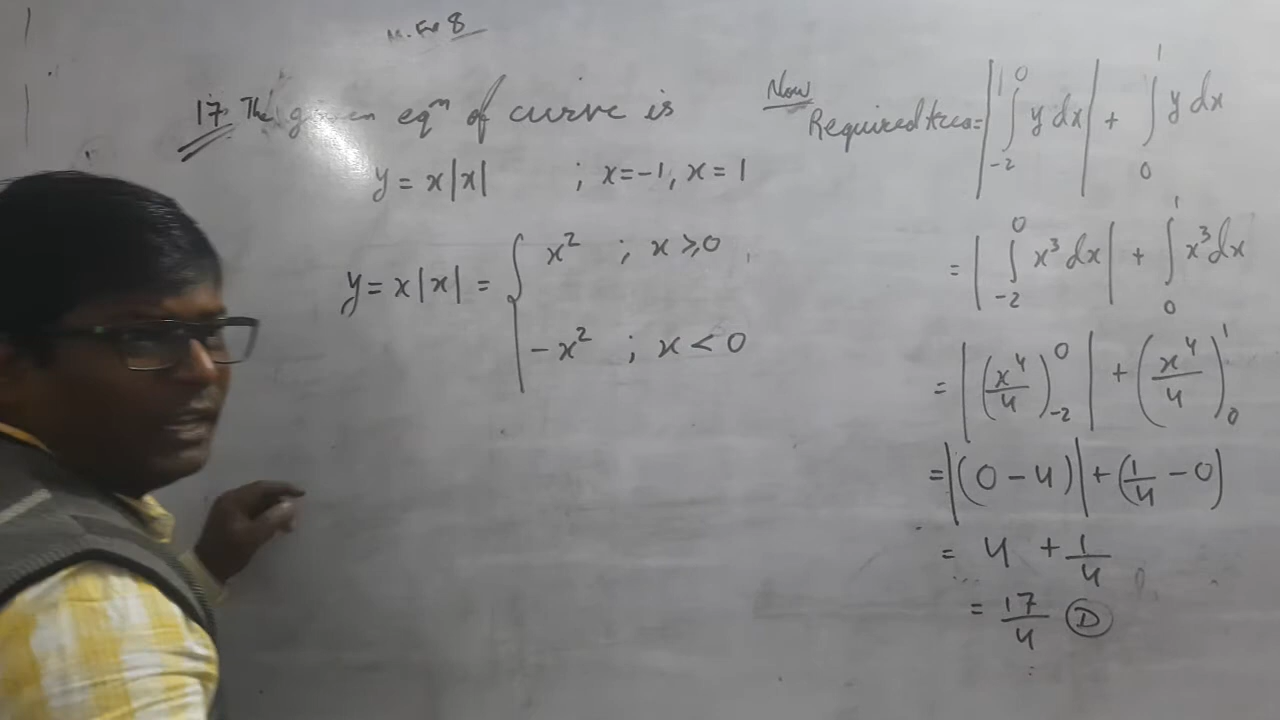 M. Ex 8
17. The given eqn of curve is
y = x|x| ; x=-1, x = 1
y = x|x| = { x² ; x ⩾ 0
-x² ; x < 0
Now
Required Area = |∫₋₂⁰ y dx| + ∫₀¹ y dx
= |∫₋₂⁰ x³ dx| + ∫₀¹ x³ dx
= |(x⁴/4)₋₂⁰| + (x⁴/4)₀¹
= |(0 - 4)| + (1/4 - 0)
= 4 + 1/4
= 17/4 (D)